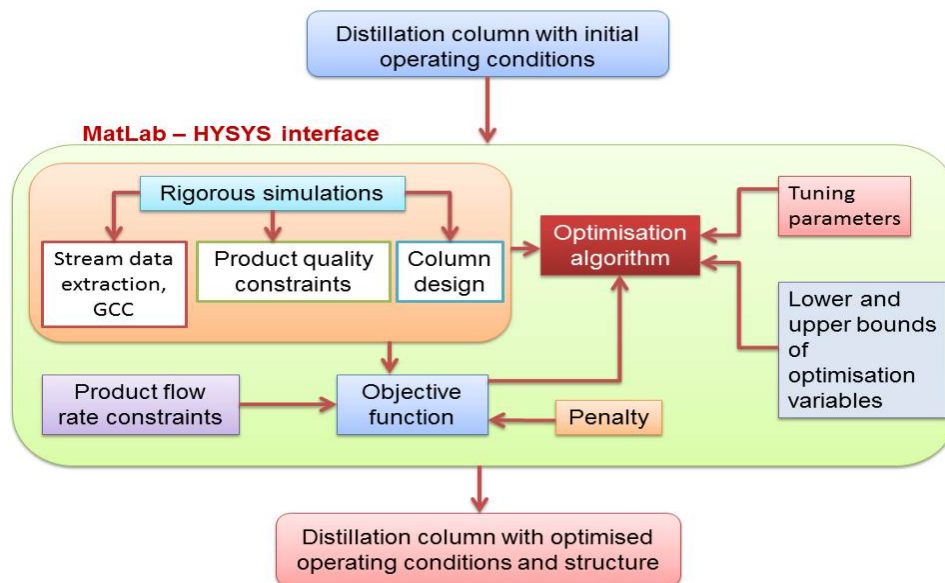 Distillation column with initial
operating conditions
MatLab – HYSYS interface
Rigorous simulations
Stream data
extraction,
GCC
Product quality
constraints
Column
design
Optimisation
algorithm
Tuning
parameters
Lower and
upper bounds
of
optimisation
variables
Product flow
rate constraints
Objective
function
Penalty
Distillation column with optimised
operating conditions and structure